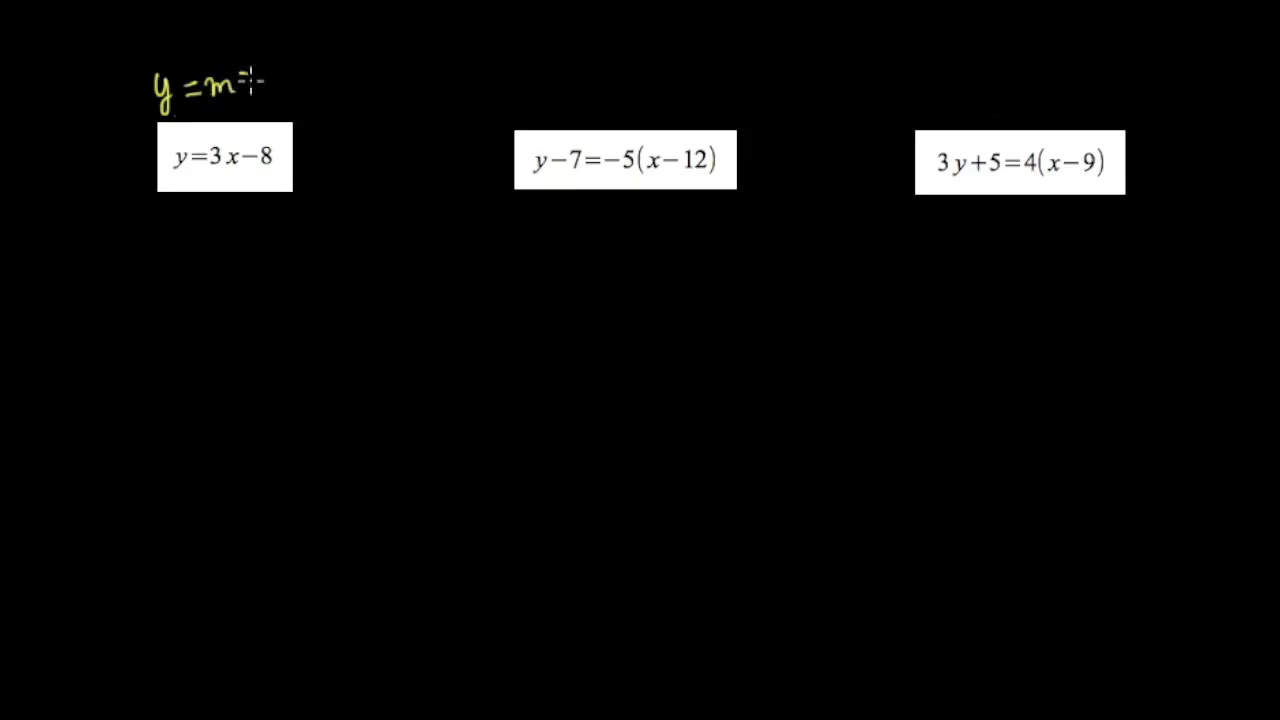 y = m
y=3x−8
y−7=−5(x−12)
3y+5=4(x−9)